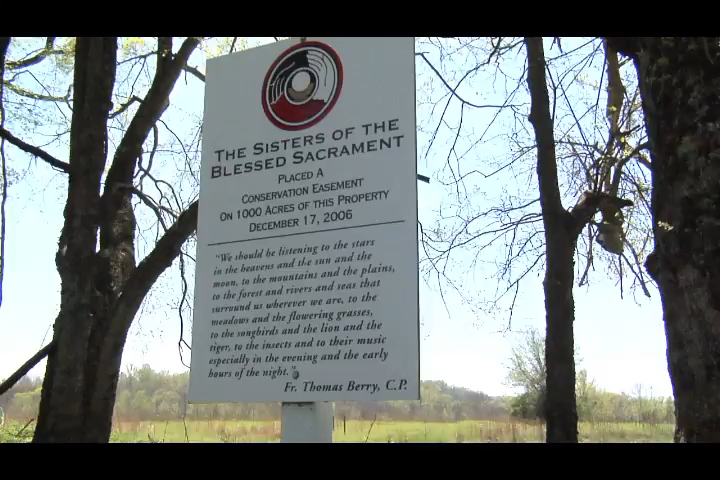 The Sisters of the
Blessed Sacrament
Placed A
Conservation Easement
On 1000 Acres of this Property
December 17, 2006
"We should be listening to the stars
in the heavens and the sun and the
moon, to the mountains and the plains,
to the forest and rivers and seas that
surround us wherever we are, to the
meadows and the flowering grasses,
to the songbirds and the lion and the
tiger, to the insects and to their music
especially in the evening and the early
hours of the night."
Fr. Thomas Berry, C.P.